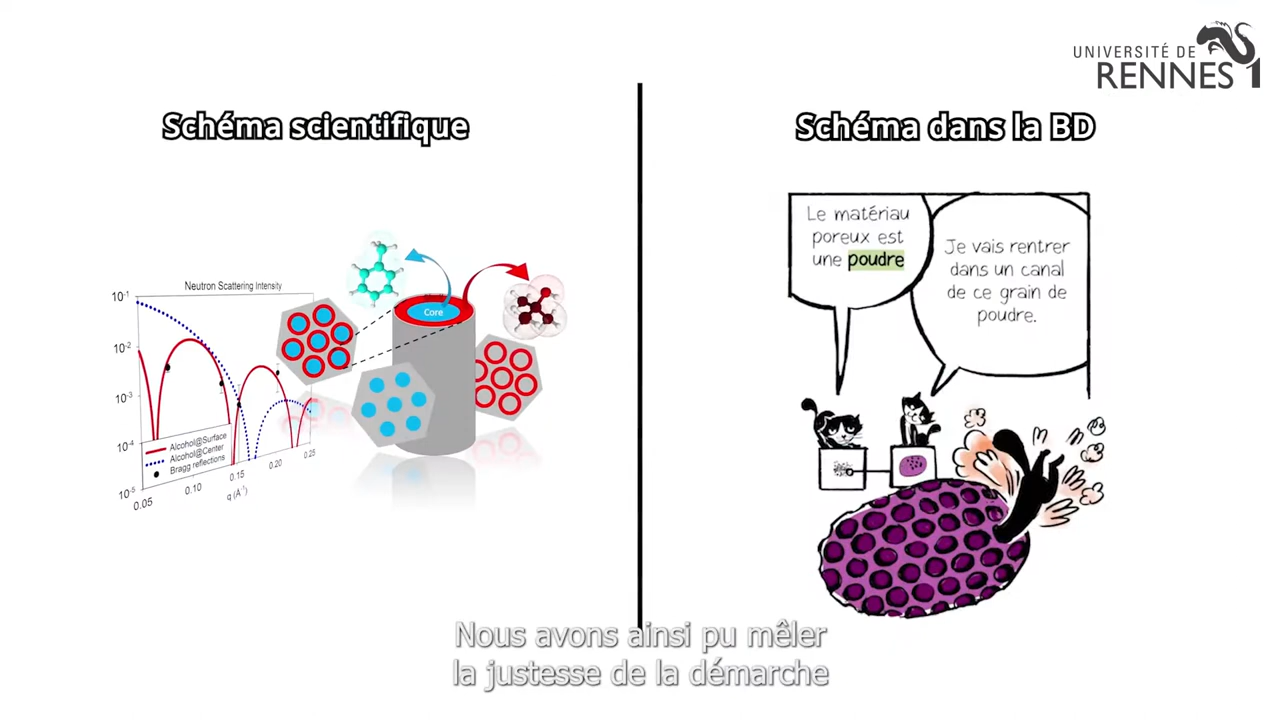 UNIVERSITÉ DE
RENNES 1
Schéma scientifique
Schéma dans la BD
Le matériau
poreux est
une poudre
Je vais rentrer
dans un canal
de ce grain de
poudre.
Neutron Scattering Intensity
10-1
10-2
10-3
10-4
10-5
0.05
0.10
0.15
0.20
0.25
q (Å-1)
Alcohol@Surface
Alcohol@Center
Bragg reflections
Core
Nous avons ainsi pu mêler
la justesse de la démarche